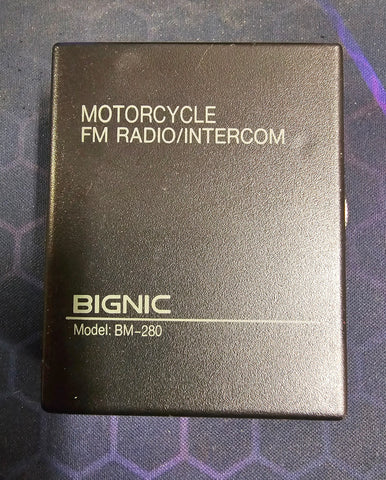 MOTORCYCLE
FM RADIO/INTERCOM
BIGNIC
Model: BM-280